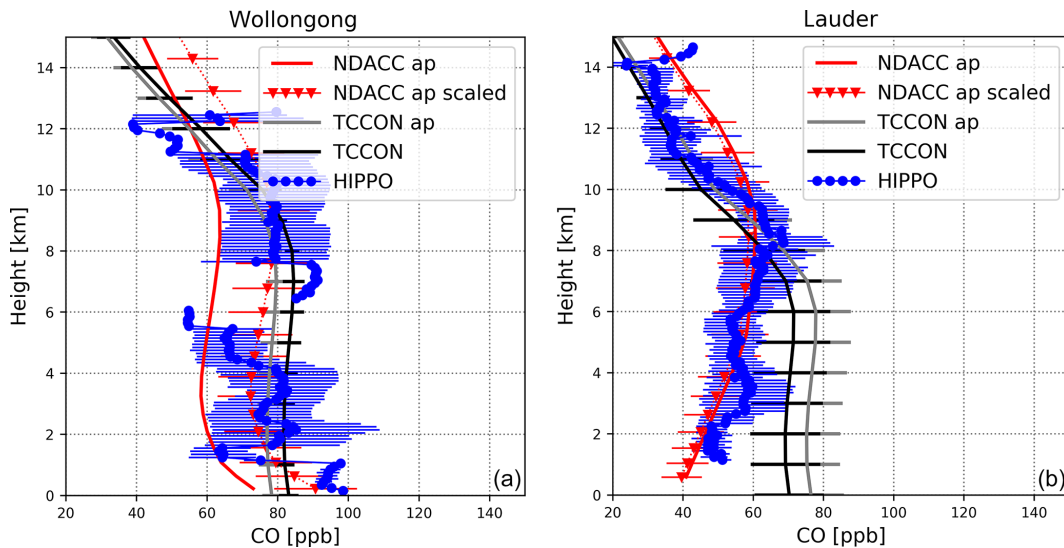 Wollongong
Height [km]
14
12
10
8
6
4
2
0
NDACC ap
NDACC ap scaled
TCCON ap
TCCON
HIPPO
(a)
20 40 60 80 100 120 140
CO [ppb]
Lauder
Height [km]
14
12
10
8
6
4
2
0
NDACC ap
NDACC ap scaled
TCCON ap
TCCON
HIPPO
(b)
20 40 60 80 100 120 140
CO [ppb]